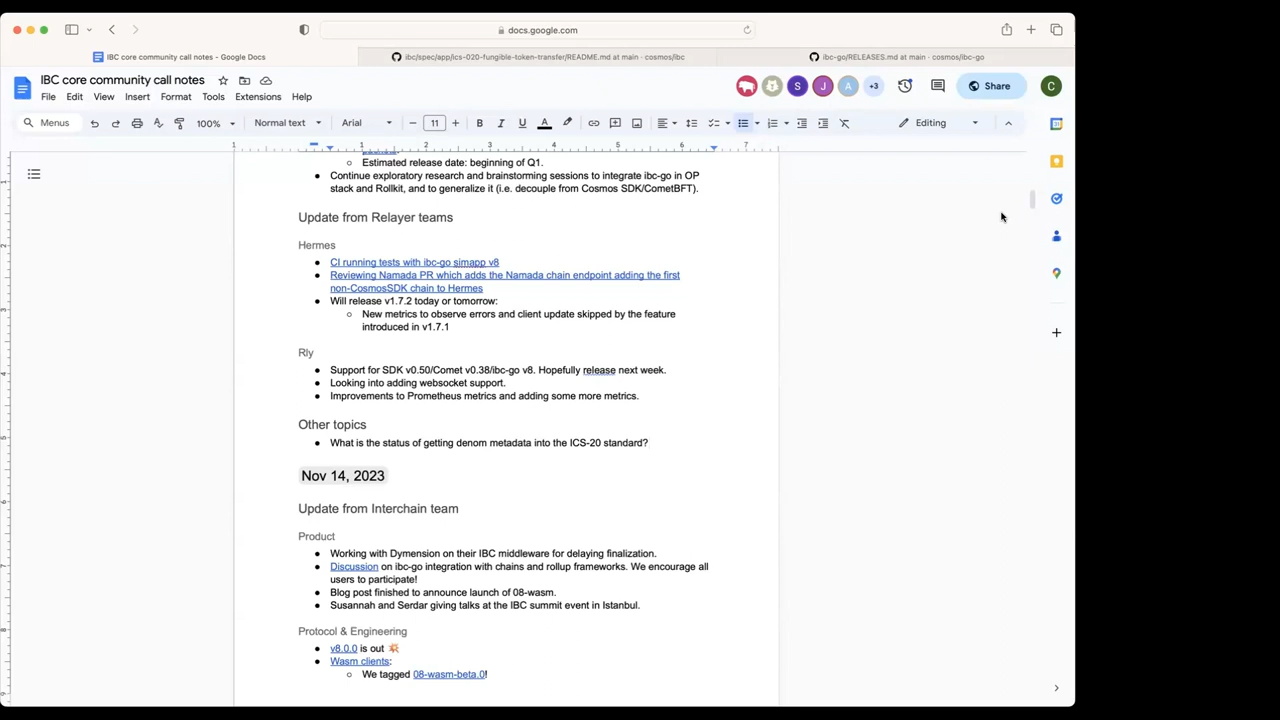 docs.google.com
IBC core community call notes - Google Docs
ibc/spec/app/ics-020-fungible-token-transfer/README.md at main · cosmos/ibc
ibc-go/RELEASES.md at main · cosmos/ibc-go
IBC core community call notes
File Edit View Insert Format Tools Extensions Help
S J A +3 Share C
Menus 100% Normal text Arial 11 B I U A Editing
1 1 2 3 4 5 6 7
Estimated release date: beginning of Q1.
Continue exploratory research and brainstorming sessions to integrate ibc-go in OP
stack and Rollkit, and to generalize it (i.e. decouple from Cosmos SDK/CometBFT).
Update from Relayer teams
Hermes
CI running tests with ibc-go simapp v8
Reviewing Namada PR which adds the Namada chain endpoint adding the first
non-CosmosSDK chain to Hermes
Will release v1.7.2 today or tomorrow:
New metrics to observe errors and client update skipped by the feature
introduced in v1.7.1
Rly
Support for SDK v0.50/Comet v0.38/ibc-go v8. Hopefully release next week.
Looking into adding websocket support.
Improvements to Prometheus metrics and adding some more metrics.
Other topics
What is the status of getting denom metadata into the ICS-20 standard?
Nov 14, 2023
Update from Interchain team
Product
Working with Dymension on their IBC middleware for delaying finalization.
Discussion on ibc-go integration with chains and rollup frameworks. We encourage all
users to participate!
Blog post finished to announce launch of 08-wasm.
Susannah and Serdar giving talks at the IBC summit event in Istanbul.
Protocol & Engineering
v8.0.0 is out 💥
Wasm clients:
We tagged 08-wasm-beta.0!